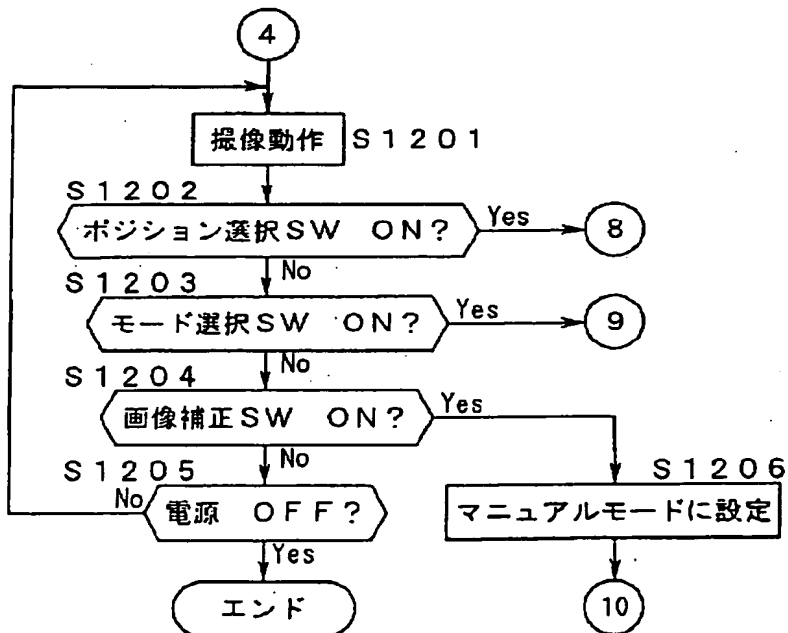 4
撮像動作 S1201
S1202
ポジション選択SW ON? Yes 8
No
S1203
モード選択SW ON? Yes 9
No
S1204
画像補正SW ON? Yes
No
S1205 S1206
No 電源 OFF? マニュアルモードに設定
Yes
エンド 10